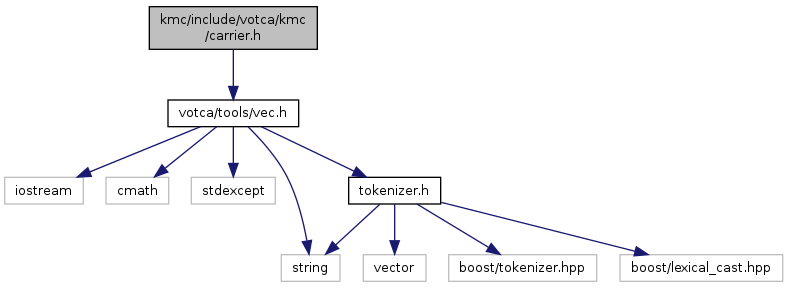 kmc/include/votca/kmc
/carrier.h
votca/tools/vec.h
iostream
cmath
stdexcept
tokenizer.h
string
vector
boost/tokenizer.hpp
boost/lexical_cast.hpp